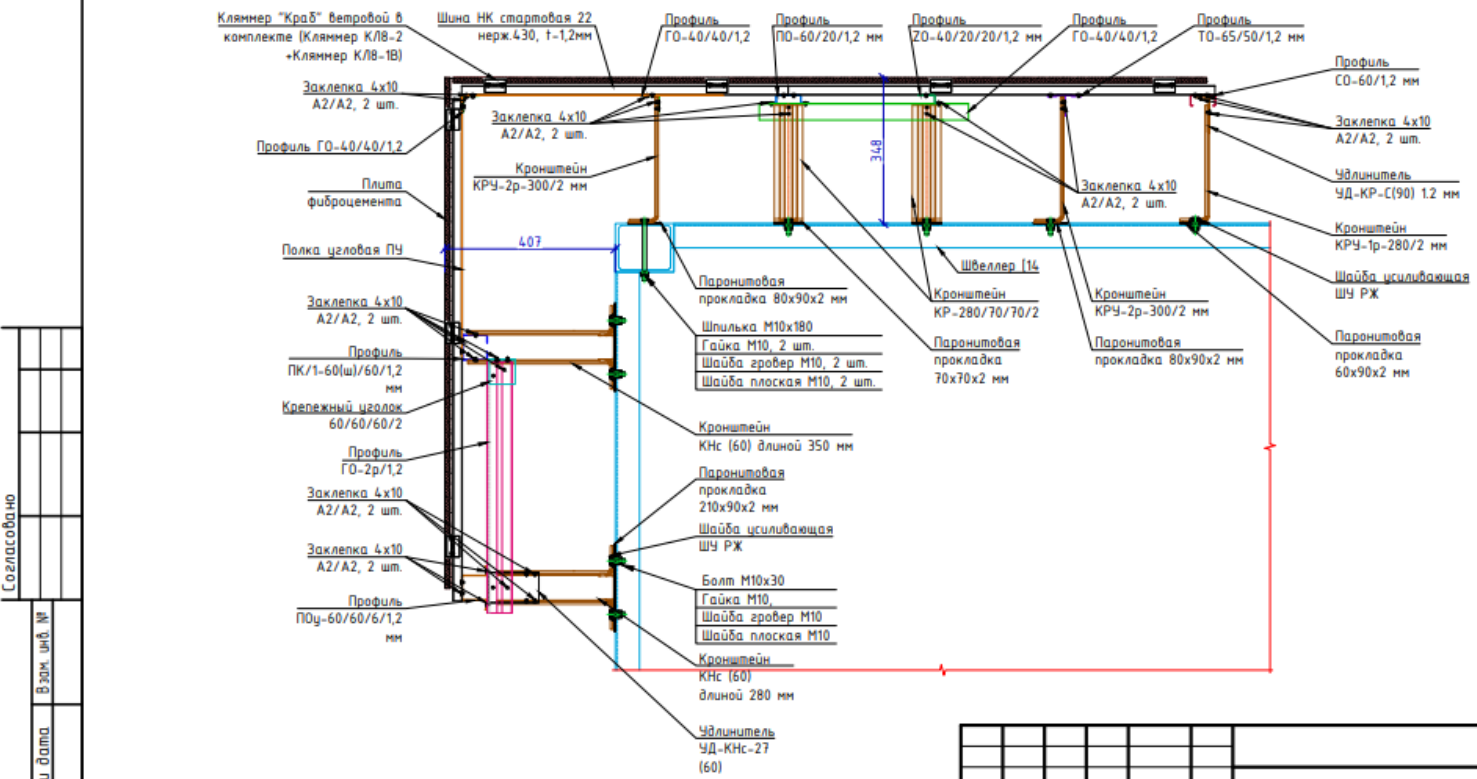 Кляммер "Краб" ветровой в
комплекте (Кляммер КЛ8-2
+Кляммер КЛ8-1В)
Шина НК стартовая 22
нерж.430, t-1,2мм
Профиль
ГО-40/40/1,2
Профиль
ПО-60/20/1,2 мм
Профиль
ZO-40/20/20/1,2 мм
Профиль
ГО-40/40/1,2
Профиль
ТО-65/50/1,2 мм
Профиль
СО-60/1,2 мм
Заклепка 4х10
А2/А2, 2 шт.
Заклепка 4х10
А2/А2, 2 шт.
Заклепка 4х10
А2/А2, 2 шт.
Профиль ГО-40/40/1,2
Кронштейн
КРУ-2р-300/2 мм
348
Заклепка 4х10
А2/А2, 2 шт.
Удлинитель
УД-КР-С(90) 1.2 мм
Плита
фиброцемента
Кронштейн
КРУ-1р-280/2 мм
Полка угловая ПУ
407
Швеллер [14
Шайба усиливающая
ШУ РЖ
Паронитовая
прокладка 80х90х2 мм
Кронштейн
КР-280/70/70/2
Кронштейн
КРУ-2р-300/2 мм
Заклепка 4х10
А2/А2, 2 шт.
Шпилька М10х180
Гайка М10, 2 шт.
Шайба гровер М10, 2 шт.
Шайба плоская М10, 2 шт.
Паронитовая
прокладка
70х70х2 мм
Паронитовая
прокладка 80х90х2 мм
Паронитовая
прокладка
60х90х2 мм
Профиль
ПК/1-60(ш)/60/1,2
мм
Крепежный уголок
60/60/60/2
Кронштейн
КНс (60) длиной 350 мм
Профиль
ГО-2р/1,2
Паронитовая
прокладка
210х90х2 мм
Заклепка 4х10
А2/А2, 2 шт.
Шайба усиливающая
ШУ РЖ
Заклепка 4х10
А2/А2, 2 шт.
Болт М10х30
Гайка М10,
Шайба гровер М10
Шайба плоская М10
Профиль
ПОу-60/60/6/1,2
мм
Кронштейн
КНс (60)
длиной 280 мм
Удлинитель
УД-КНс-27
(60)
Согласовано
Взам. инв. №
и дата